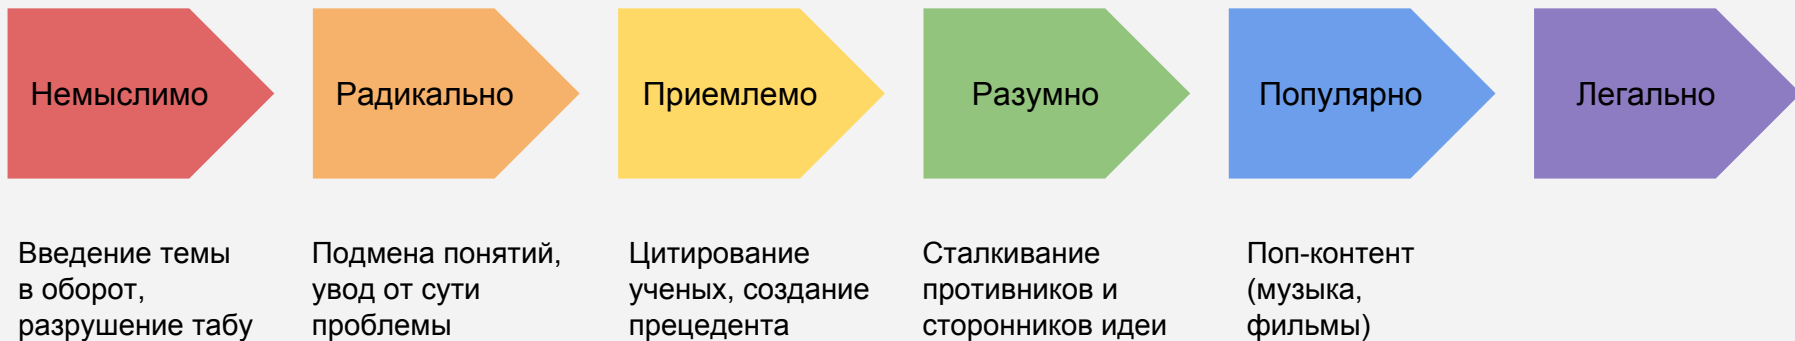 Немыслимо
Радикально
Приемлемо
Разумно
Популярно
Легально
Введение темы
в оборот,
разрушение табу
Подмена понятий,
увод от сути
проблемы
Цитирование
ученых, создание
прецедента
Сталкивание
противников и
сторонников идеи
Поп-контент
(музыка,
фильмы)